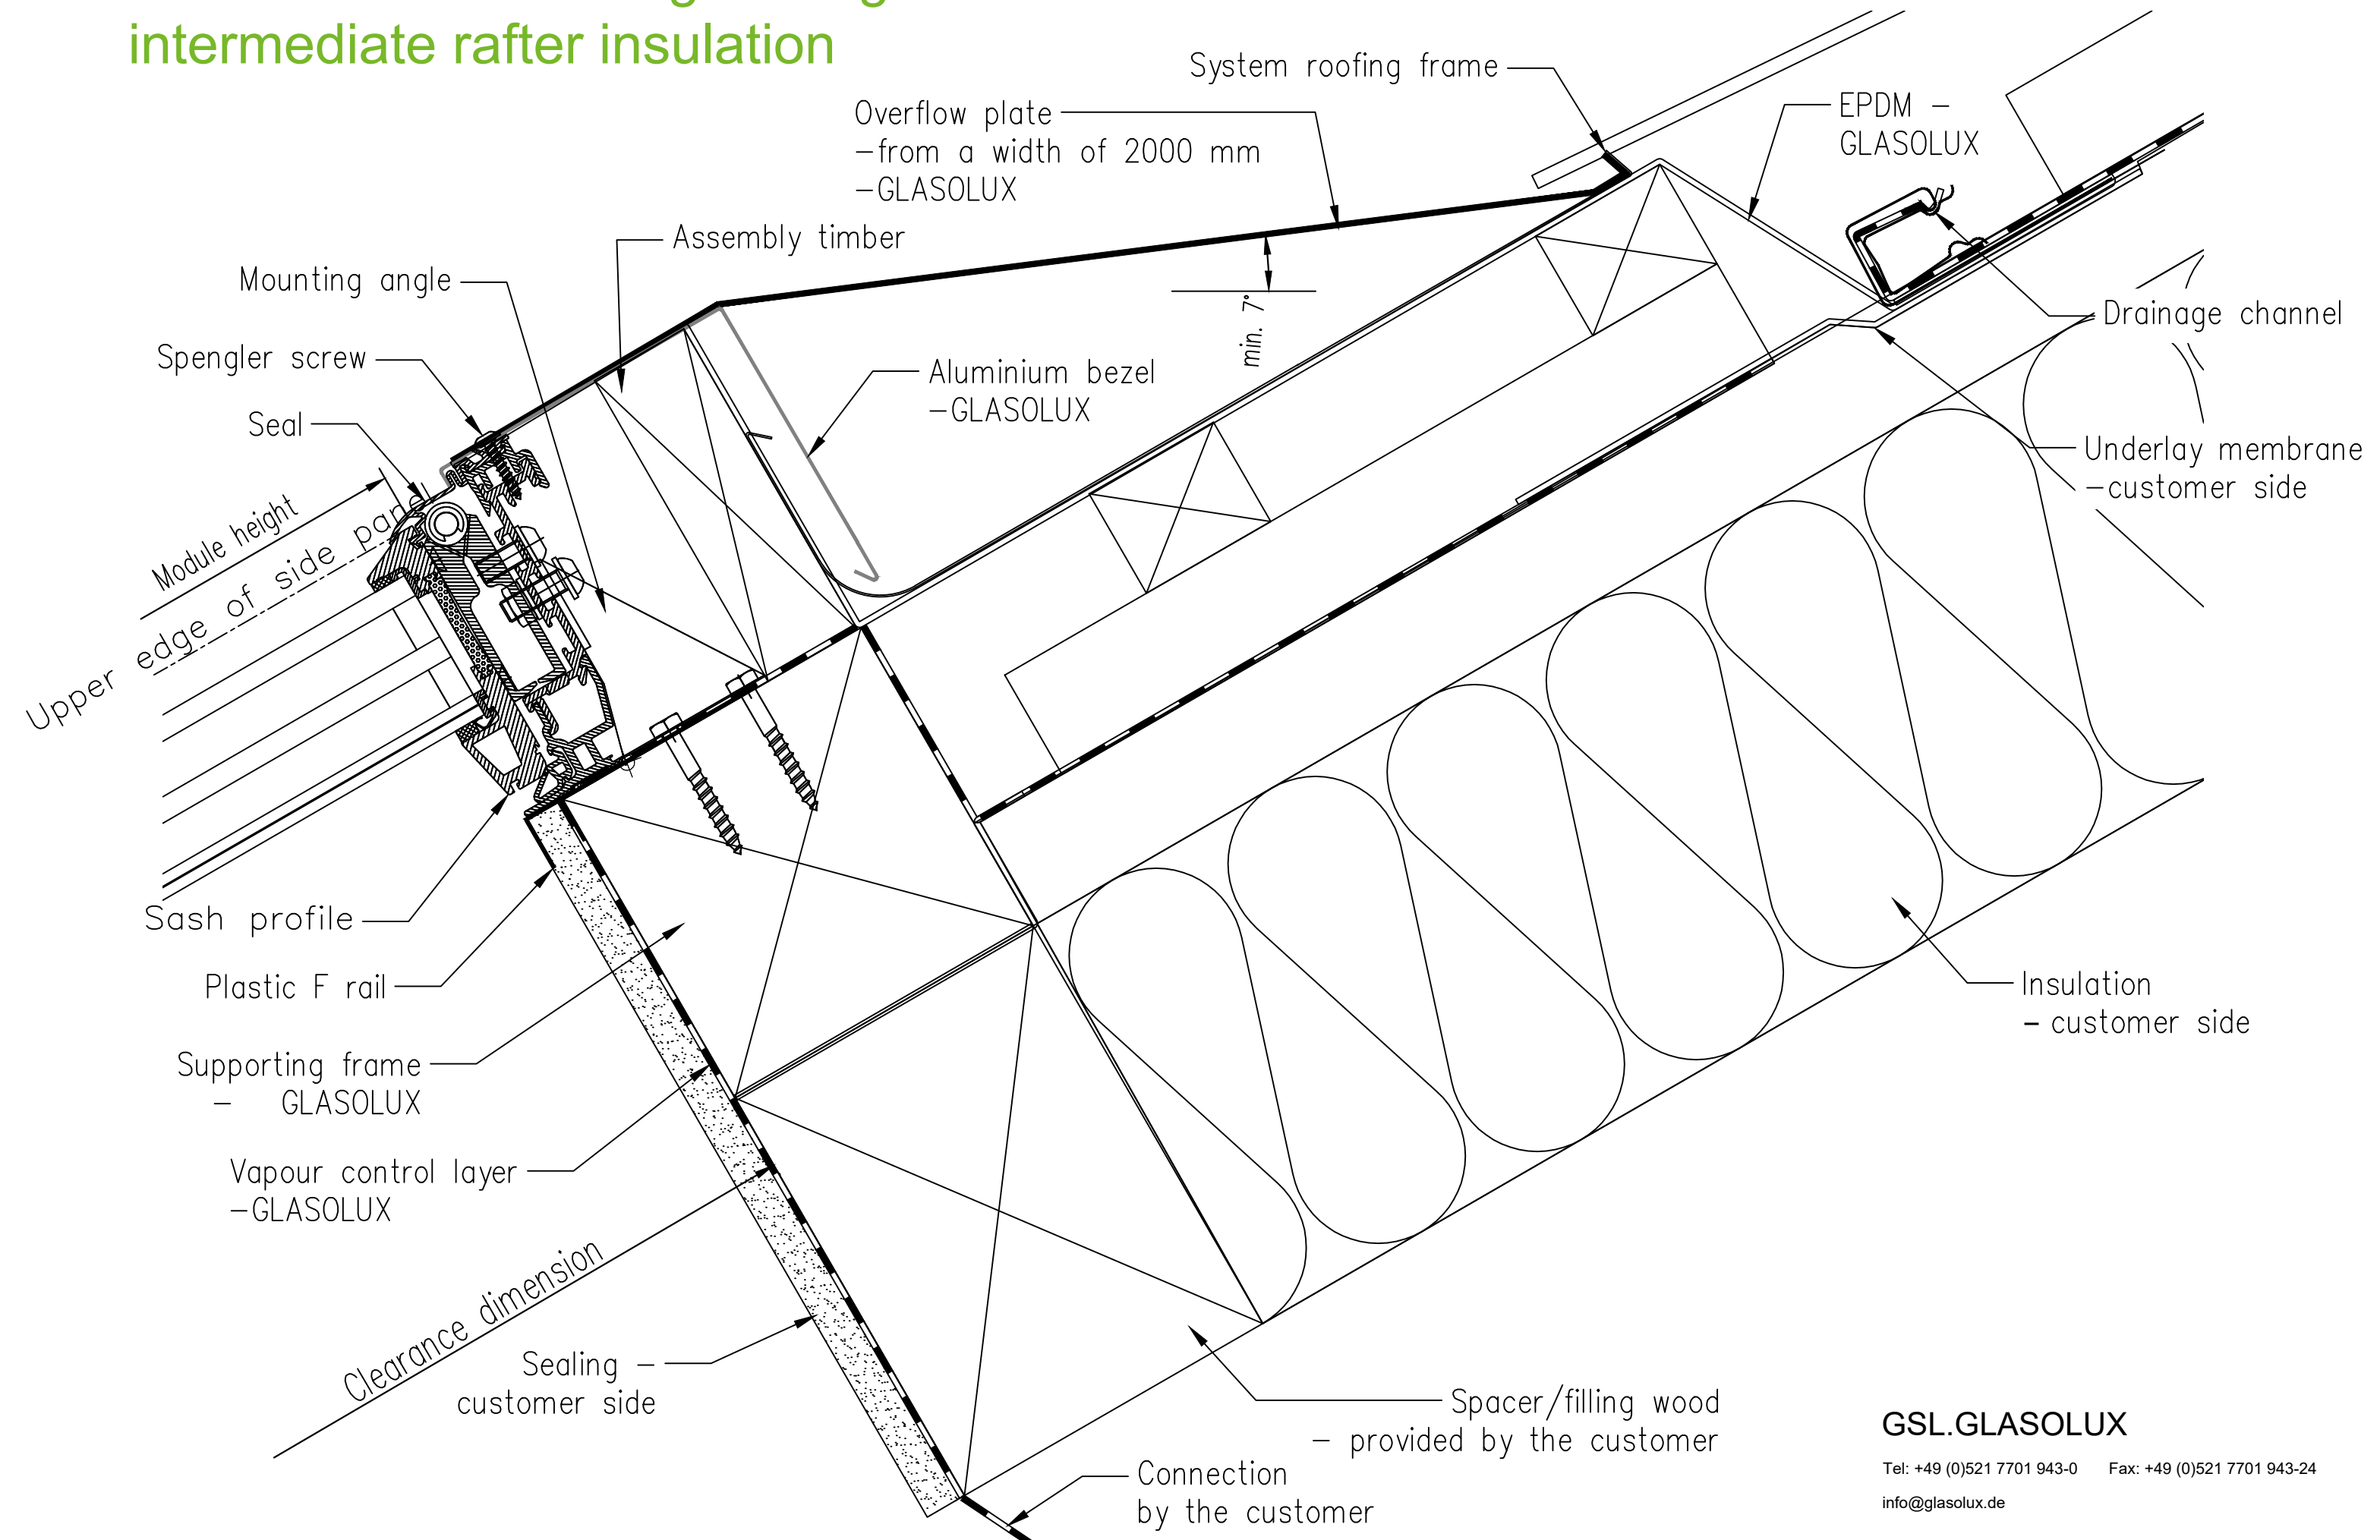 intermediate rafter insulation
System roofing frame
Overflow plate
-from a width of 2000 mm
-GLASOLUX
EPDM -
GLASOLUX
Assembly timber
Mounting angle
min. 7°
Drainage channel
Spengler screw
Aluminium bezel
-GLASOLUX
Seal
Underlay membrane
-customer side
Module height
Upper edge of side part
Sash profile
Plastic F rail
Insulation
- customer side
Supporting frame
- GLASOLUX
Vapour control layer
-GLASOLUX
Clearance dimension
Sealing -
customer side
Spacer/filling wood
- provided by the customer
Connection
by the customer
GSL.GLASOLUX
Tel: +49 (0)521 7701 943-0 Fax: +49 (0)521 7701 943-24
info@glasolux.de